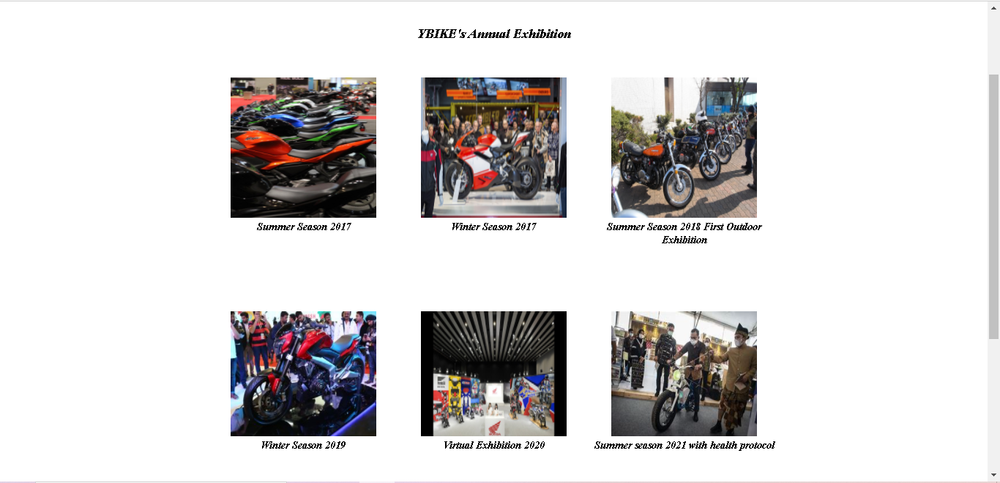 YBIKE's Annual Exhibition
Summer Season 2017
Winter Season 2017
Summer Season 2018 First Outdoor
Exhibition
Winter Season 2019
Virtual Exhibition 2020
Summer season 2021 with health protocol